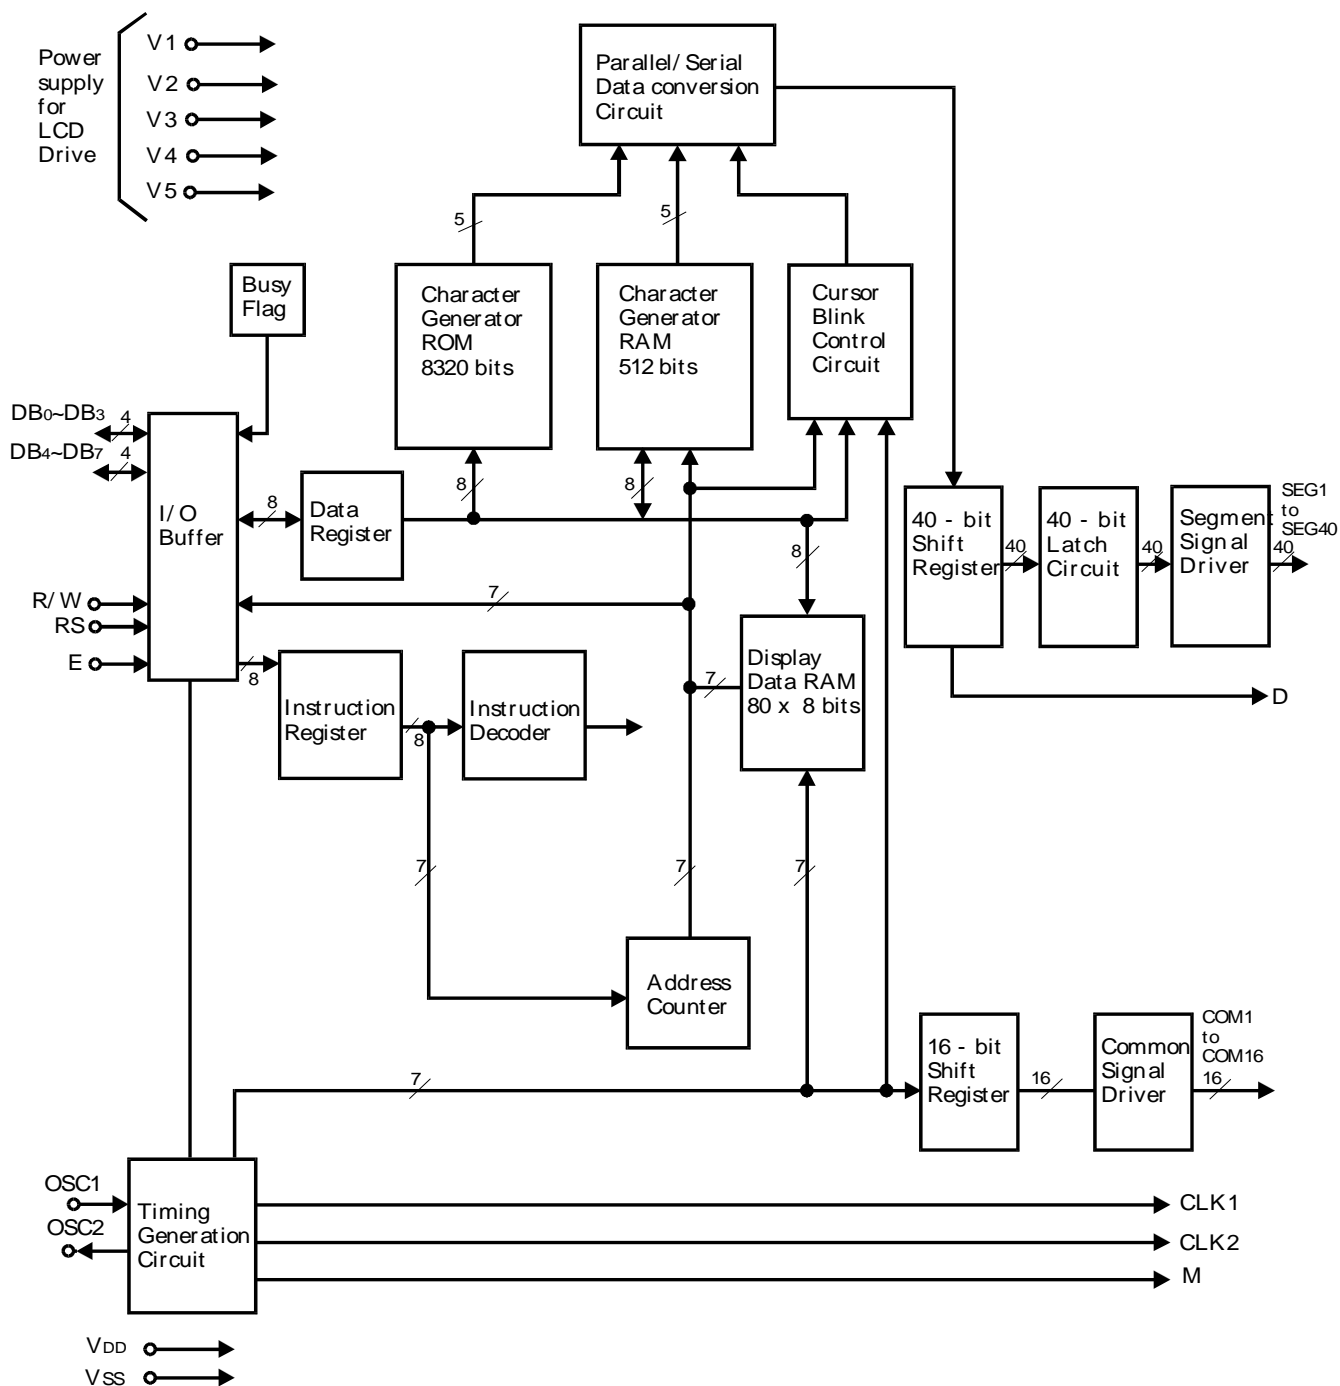 Power
supply
for
LCD
Drive
V1
V2
V3
V4
V5
Parallel/Serial
Data conversion
Circuit
5
5
Busy
Flag
Character
Generator
ROM
8320 bits
Character
Generator
RAM
512 bits
Cursor
Blink
Control
Circuit
DB0~DB3
4
DB4~DB7
4
I/O
Buffer
8
Data
Register
8
8
8
40 - bit
Shift
Register
40
40 - bit
Latch
Circuit
40
Segment
Signal
Driver
SEG1
to
SEG40
40
R/W
RS
E
7
8
Instruction
Register
8
Instruction
Decoder
7
Display
Data RAM
80 x 8 bits
D
7
7
7
Address
Counter
7
16 - bit
Shift
Register
16
Common
Signal
Driver
COM1
to
COM16
16
OSC1
OSC2
Timing
Generation
Circuit
CLK1
CLK2
M
VDD
VSS